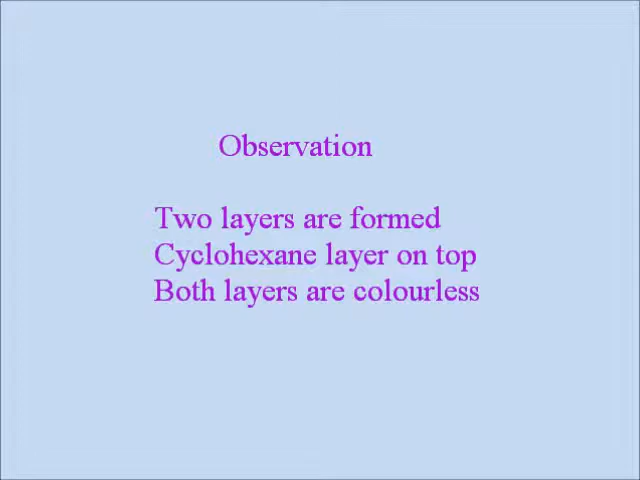 Observation
Two layers are formed
Cyclohexane layer on top
Both layers are colourless